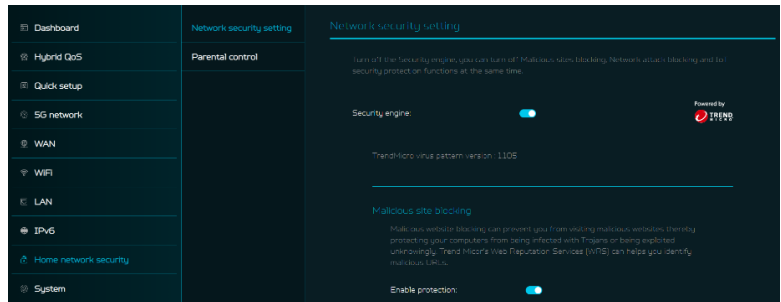 Dashboard
Hybrid QoS
Quick setup
5G network
WAN
WiFi
LAN
IPv6
Home network security
System
Network security setting
Parental control
Network security setting
Turn off the Security engine, you can turn off Malicious sites blocking, Network attack blocking and IoT
security protection functions at the same time.
Security engine:
Powered by
TREND
MICRO
TrendMicro virus pattern version : 1105
Malicious site blocking
Malicious website blocking can prevent you from visiting malicious websites thereby
protecting your computers from being infected with Trojans or being exploited
unknowingly. Trend Micor's Web Reputation Services (WRS) can helps you identify
malicious URLs.
Enable protection: